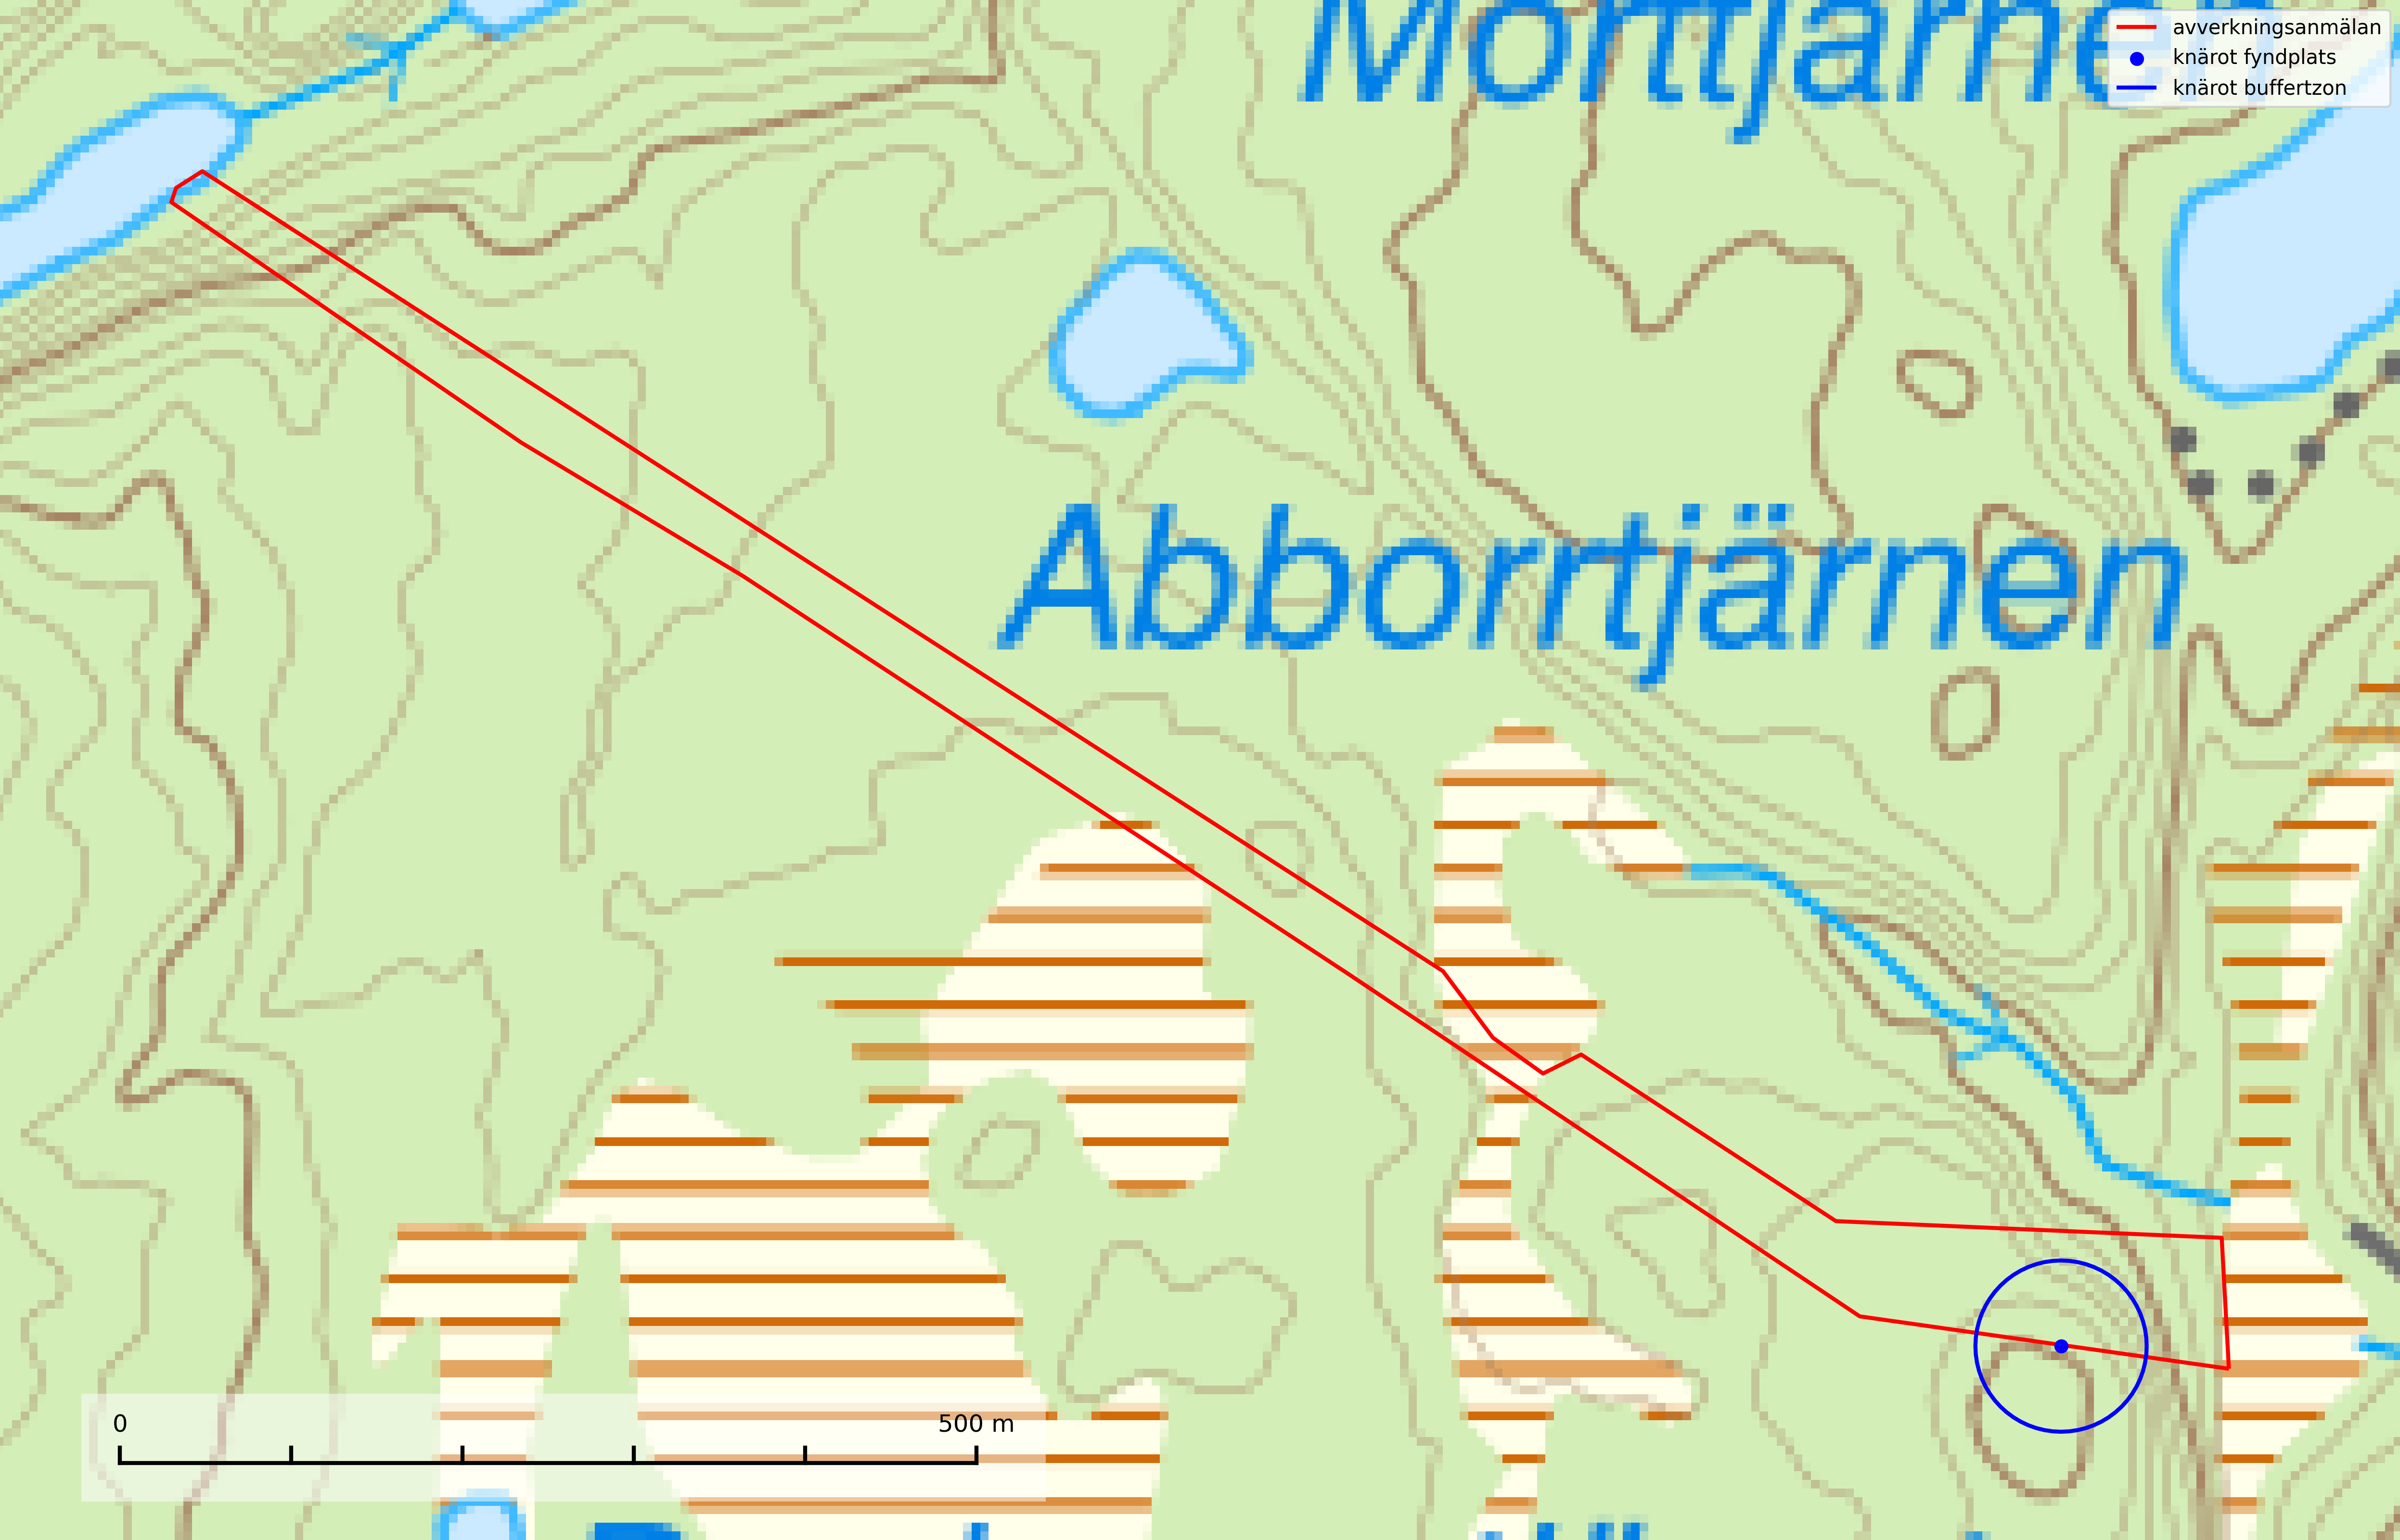 Morttjärnen
avverkningsanmälan
knärot fyndplats
knärot buffertzon
Abborrtjärnen
0 500 m